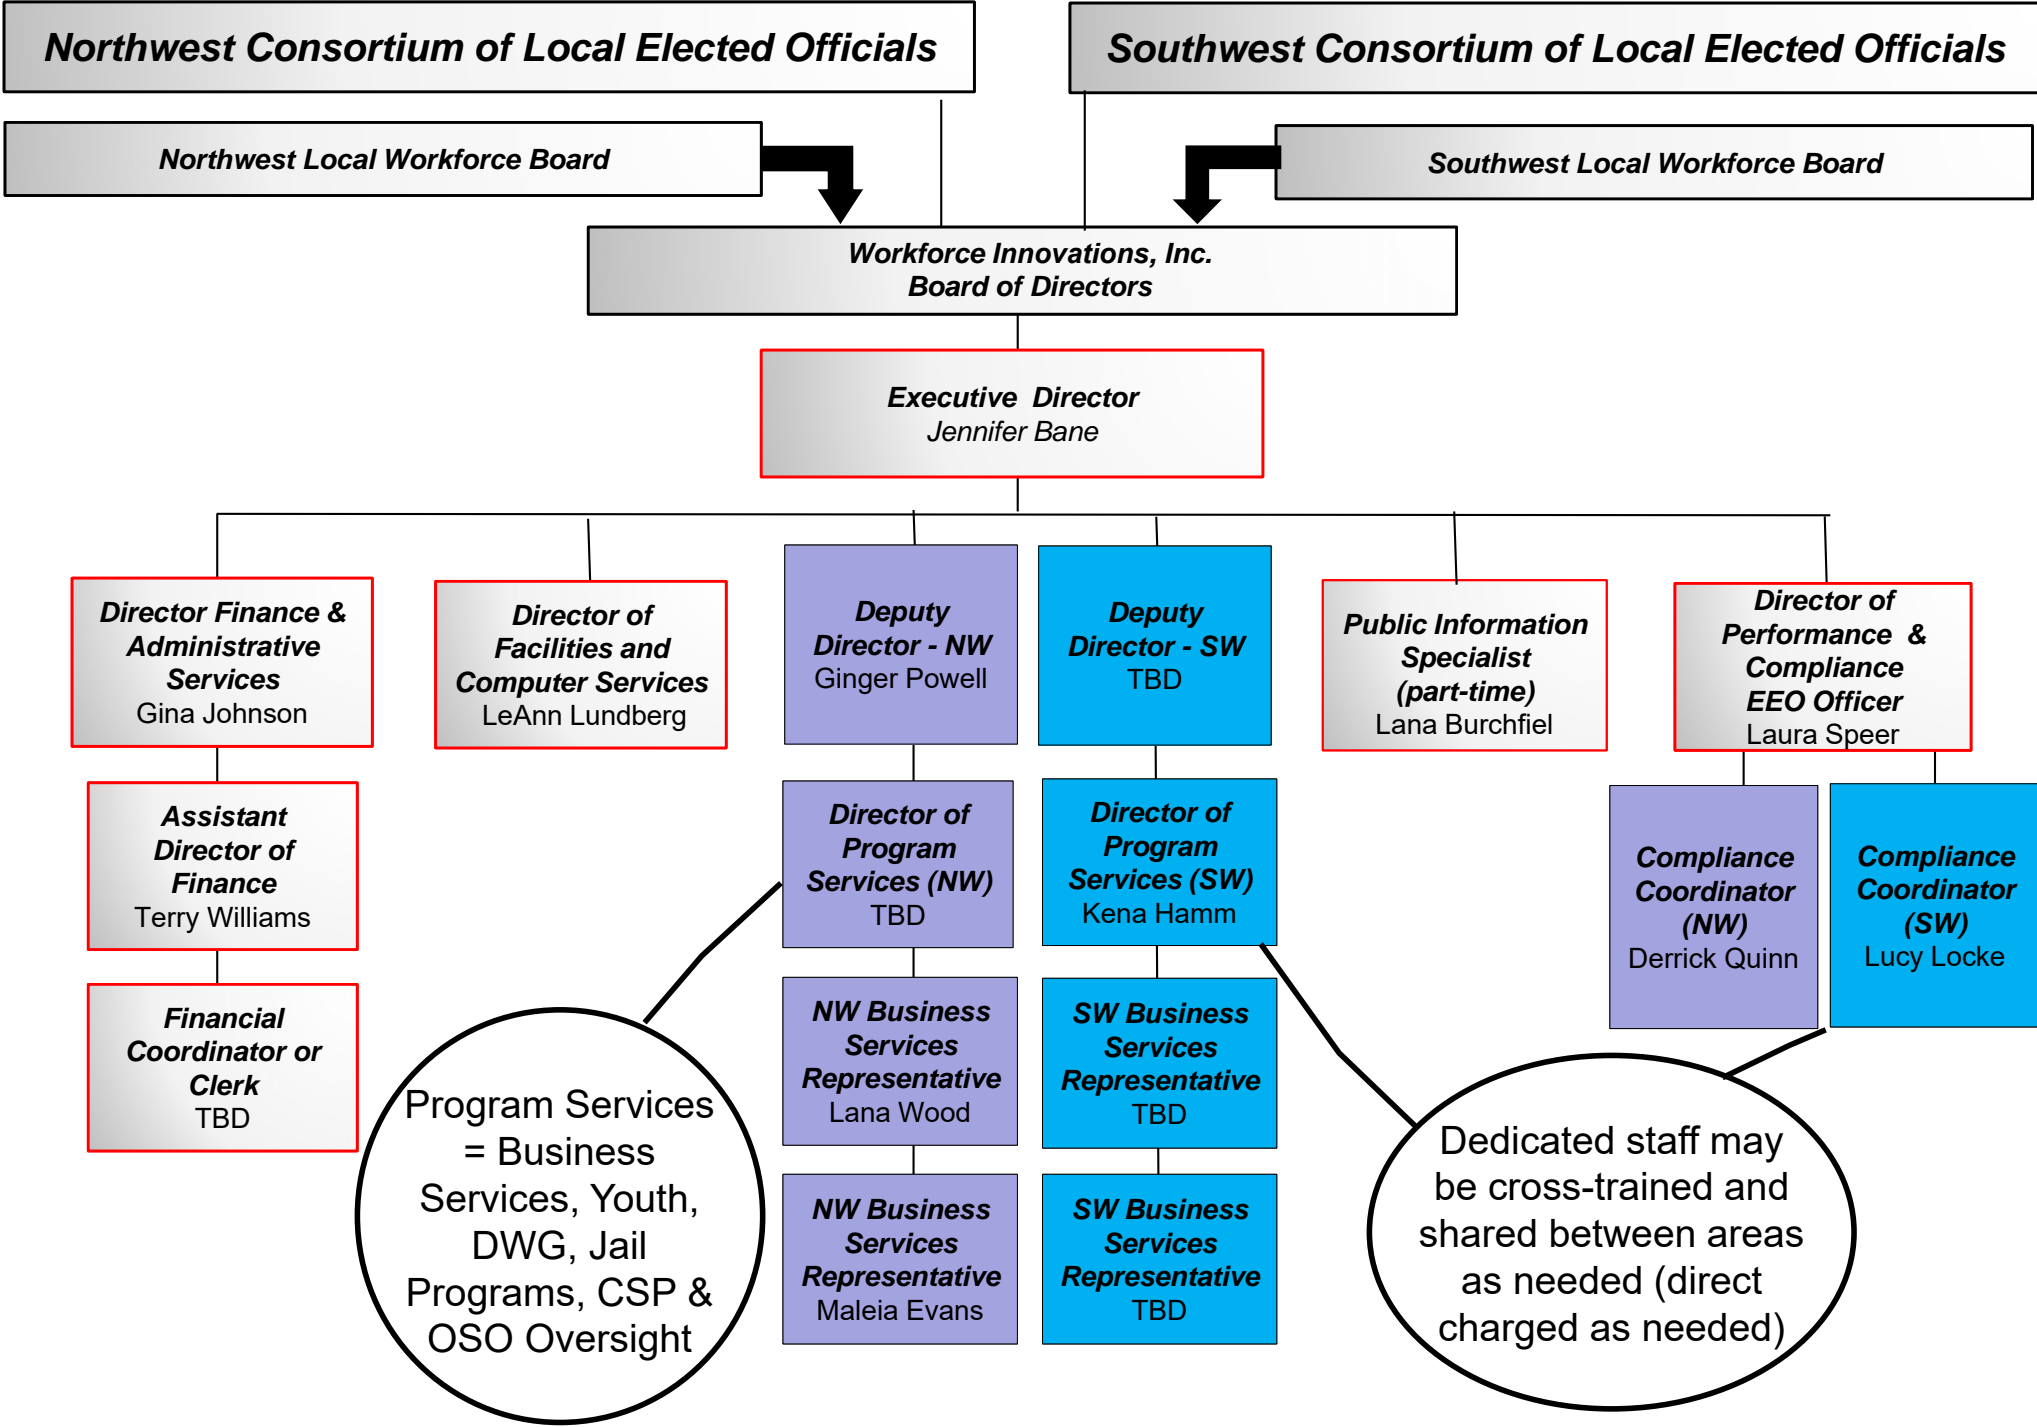 Northwest Consortium of Local Elected Officials
Southwest Consortium of Local Elected Officials
Northwest Local Workforce Board
Southwest Local Workforce Board
Workforce Innovations, Inc.
Board of Directors
Executive Director
Jennifer Bane
Director Finance &
Administrative
Services
Gina Johnson
Director of
Facilities and
Computer Services
LeAnn Lundberg
Deputy
Director - NW
Ginger Powell
Deputy
Director - SW
TBD
Public Information
Specialist
(part-time)
Lana Burchfiel
Director of
Performance &
Compliance
EEO Officer
Laura Speer
Assistant
Director of
Finance
Terry Williams
Director of
Program
Services (NW)
TBD
Director of
Program
Services (SW)
Kena Hamm
Compliance
Coordinator
(NW)
Derrick Quinn
Compliance
Coordinator
(SW)
Lucy Locke
Financial
Coordinator or
Clerk
TBD
NW Business
Services
Representative
Lana Wood
SW Business
Services
Representative
TBD
NW Business
Services
Representative
Maleia Evans
SW Business
Services
Representative
TBD
Program Services
= Business
Services, Youth,
DWG, Jail
Programs, CSP &
OSO Oversight
Dedicated staff may
be cross-trained and
shared between areas
as needed (direct
charged as needed)